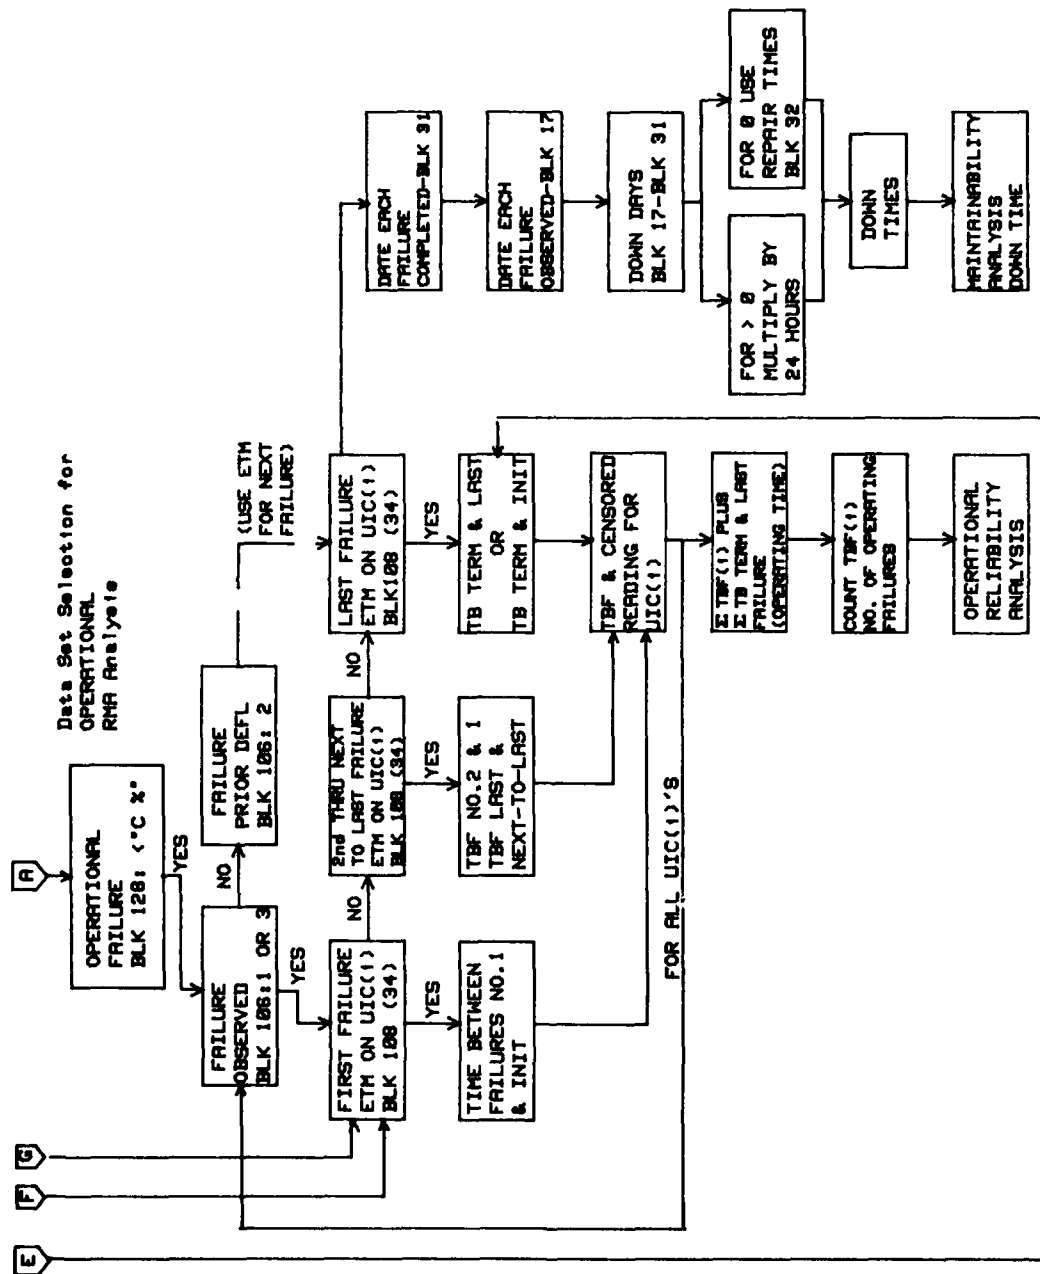 Data Set Selection for
OPERATIONAL
RMA Analysis
A
OPERATIONAL
FAILURE
BLK 128: <"C %"
YES
FAILURE
OBSERVED
BLK 106:1 OR 3
NO
FAILURE
PRIOR DEFL
BLK 106: 2
(USE ETM
FOR NEXT
FAILURE)
YES
E
F
G
FIRST FAILURE
ETM ON UIC(1)
BLK 108 (34)
NO
2nd THRU NEXT
TO LAST FAILURE
ETM ON UIC(1)
BLK 108 (34)
NO
LAST FAILURE
ETM ON UIC(1)
BLK108 (34)
YES
YES
YES
TIME BETWEEN
FAILURES NO.1
& INIT
TBF NO.2 & 1
TBF LAST &
NEXT-TO-LAST
TB TERM & LAST
OR
TB TERM & INIT
TBF & CENSORED
READING FOR
UIC(1)
FOR ALL UIC(1)'S
Σ TBF(1) PLUS
Σ TB TERM & LAST
FAILURE
(OPERATING TIME)
COUNT TBF(1)
NO. OF OPERATING
FAILURES
OPERATIONAL
RELIABILITY
ANALYSIS
DATE EACH
FAILURE
COMPLETED-BLK 31
DATE EACH
FAILURE
OBSERVED-BLK 17
DOWN DAYS
BLK 17-BLK 31
FOR > 0
MULTIPLY BY
24 HOURS
FOR 0 USE
REPAIR TIMES
BLK 32
DOWN
TIMES
MAINTAINABILITY
ANALYSIS
DOWN TIME